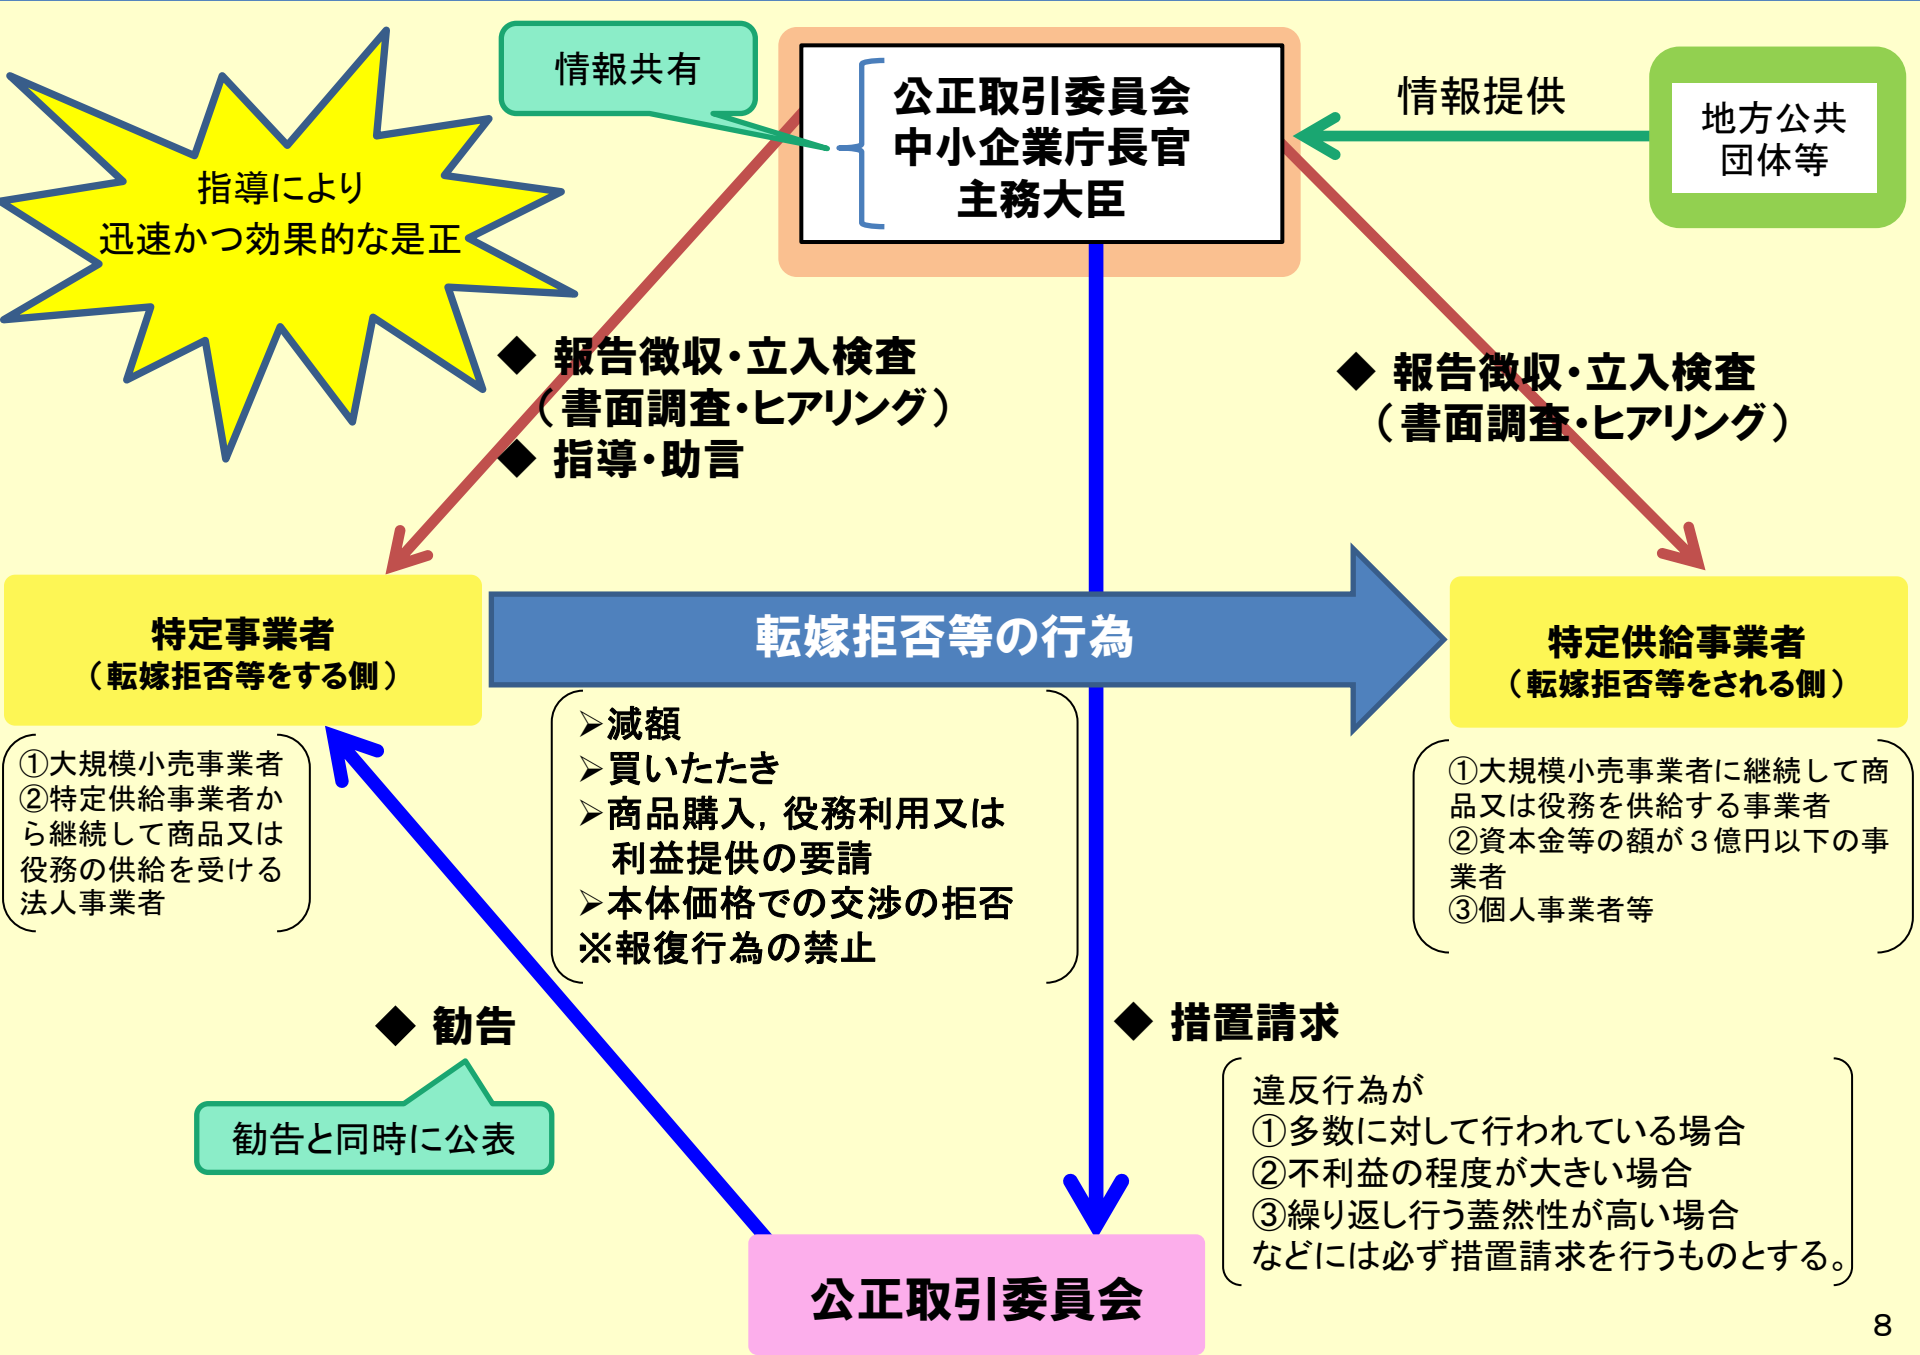 情報共有
公正取引委員会
中小企業庁長官
主務大臣
情報提供
地方公共
団体等
指導により
迅速かつ効果的な是正
◆ 報告徴収・立入検査
（書面調査・ヒアリング）
◆ 指導・助言
◆ 報告徴収・立入検査
（書面調査・ヒアリング）
特定事業者
（転嫁拒否等をする側）
転嫁拒否等の行為
特定供給事業者
（転嫁拒否等をされる側）
①大規模小売事業者
②特定供給事業者か
ら継続して商品又は
役務の供給を受ける
法人事業者
➢減額
➢買いたたき
➢商品購入，役務利用又は
利益提供の要請
➢本体価格での交渉の拒否
※報復行為の禁止
①大規模小売事業者に継続して商
品又は役務を供給する事業者
②資本金等の額が３億円以下の事
業者
③個人事業者等
◆ 勧告
勧告と同時に公表
◆ 措置請求
違反行為が
①多数に対して行われている場合
②不利益の程度が大きい場合
③繰り返し行う蓋然性が高い場合
などには必ず措置請求を行うものとする。
公正取引委員会
8